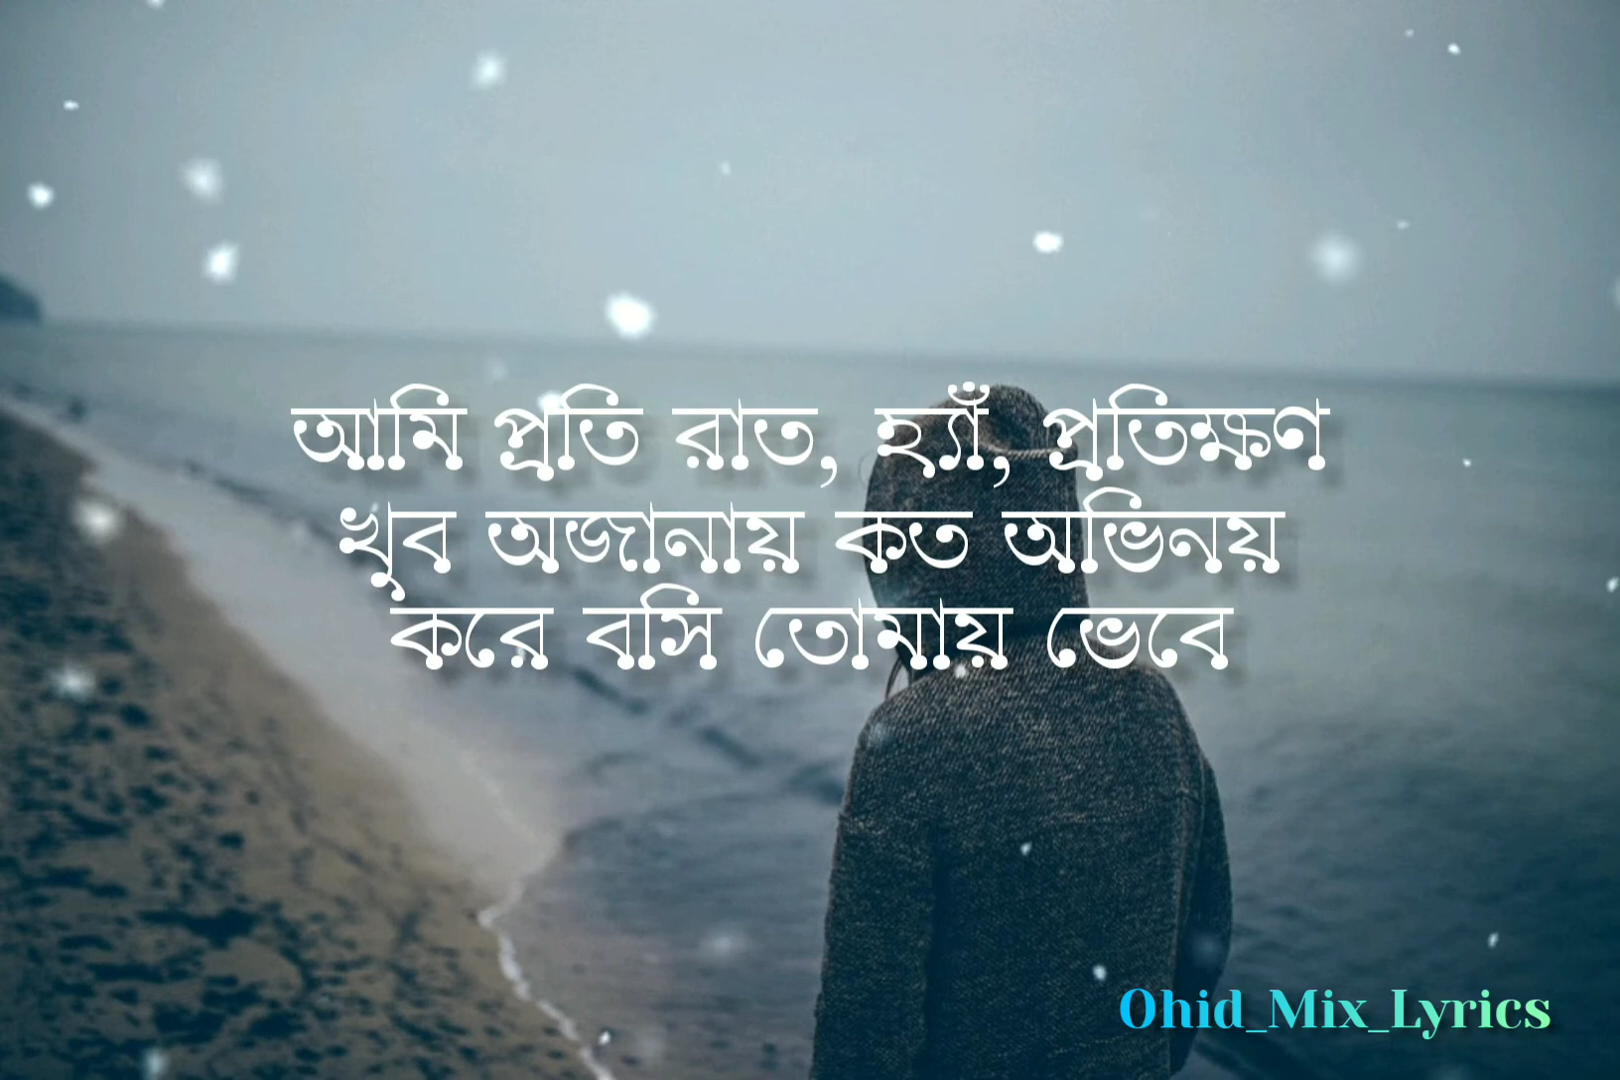 আমি প্রতি রাত, হ্যাঁ, প্রতিক্ষণ
খুব অজানায় কত অভিনয়
করে বসি তোমায় ভেবে
Ohid_Mix_Lyrics